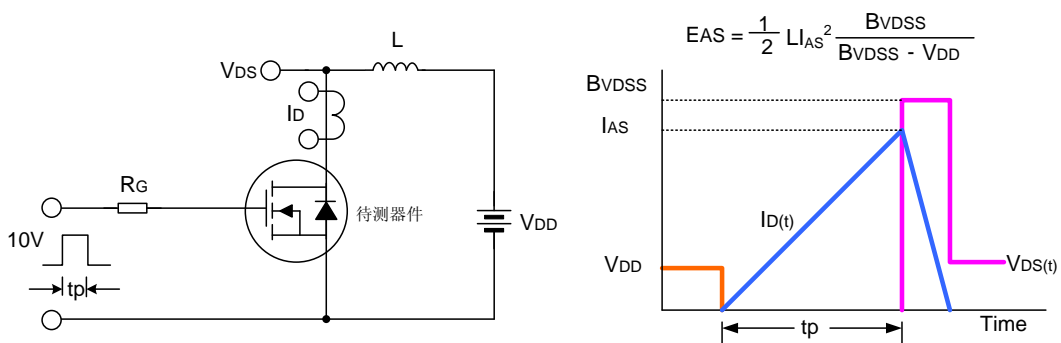 VDS
L
ID
RG
10V
tp
待测器件
VDD
EAS = 1/2 LIAS² BVDSS / BVDSS - VDD
BVDSS
IAS
ID(t)
VDD
VDS(t)
tp
Time